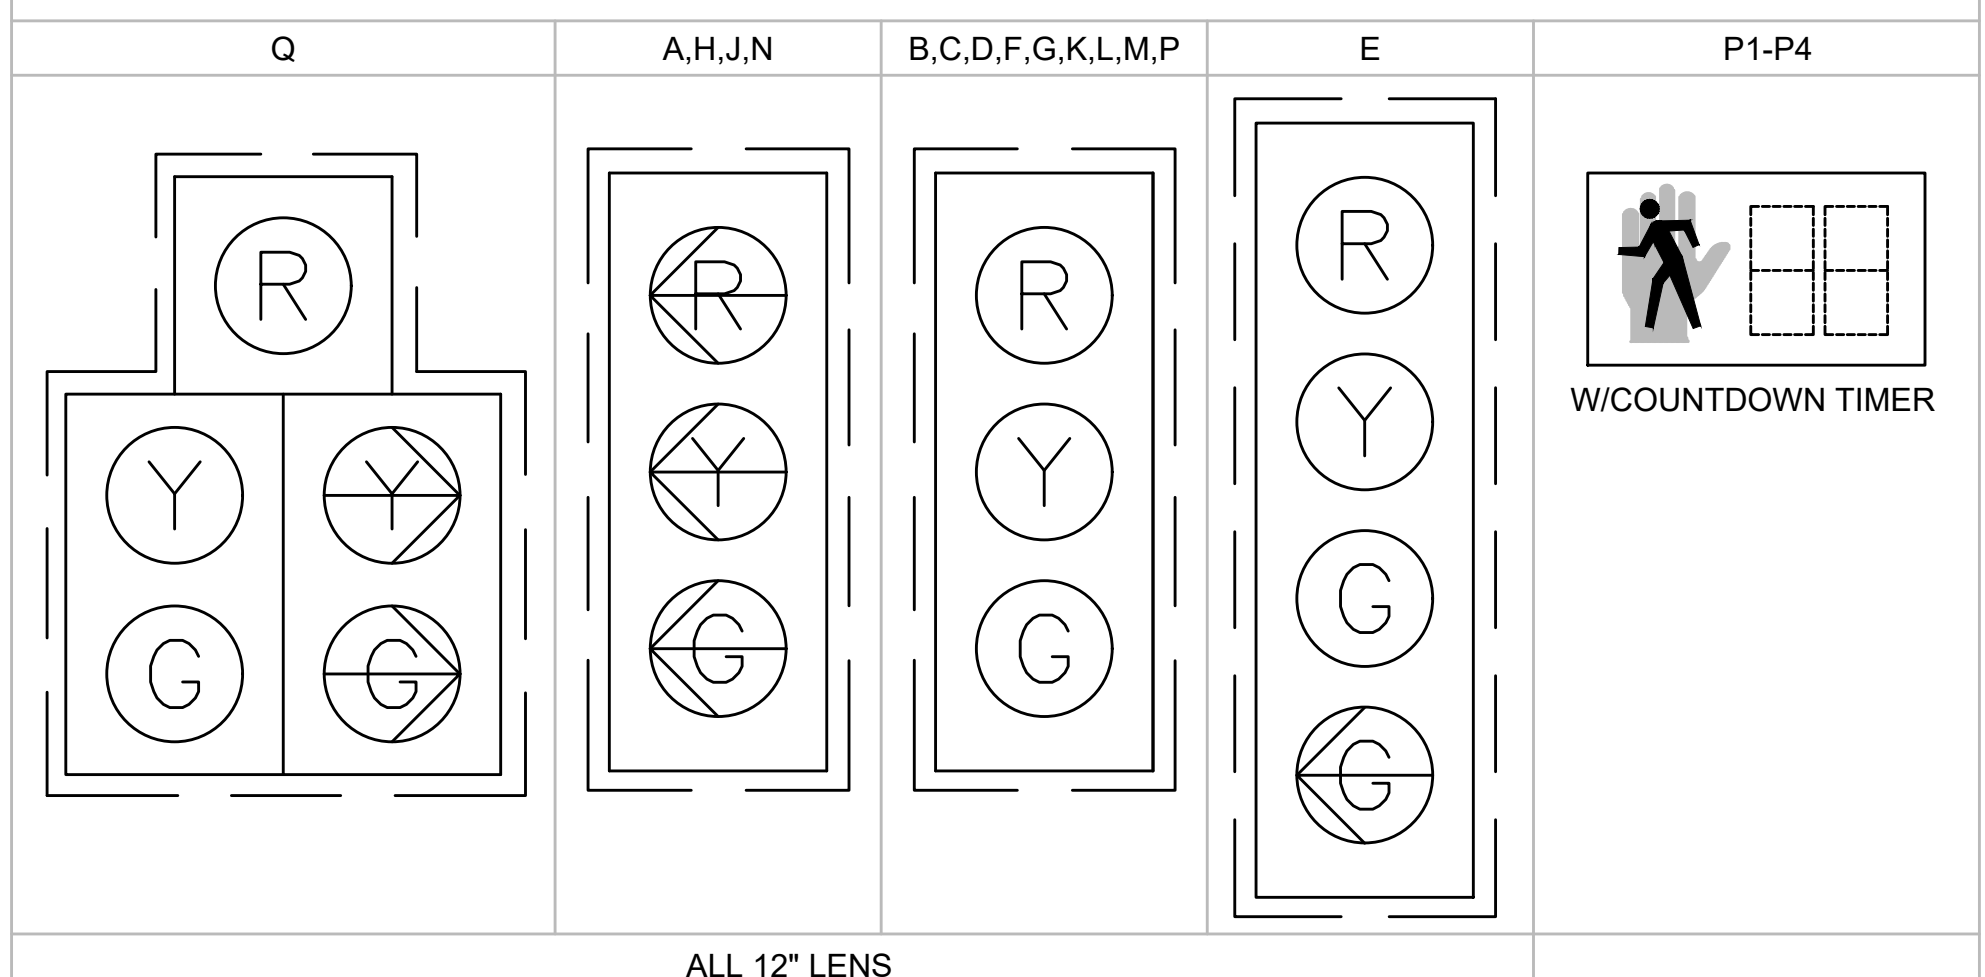 Q
A,H,J,N
B,C,D,F,G,K,L,M,P
E
P1-P4
R
Y
Y
G
G
R
Y
G
R
Y
G
R
Y
G
G
W/COUNTDOWN TIMER
ALL 12" LENS